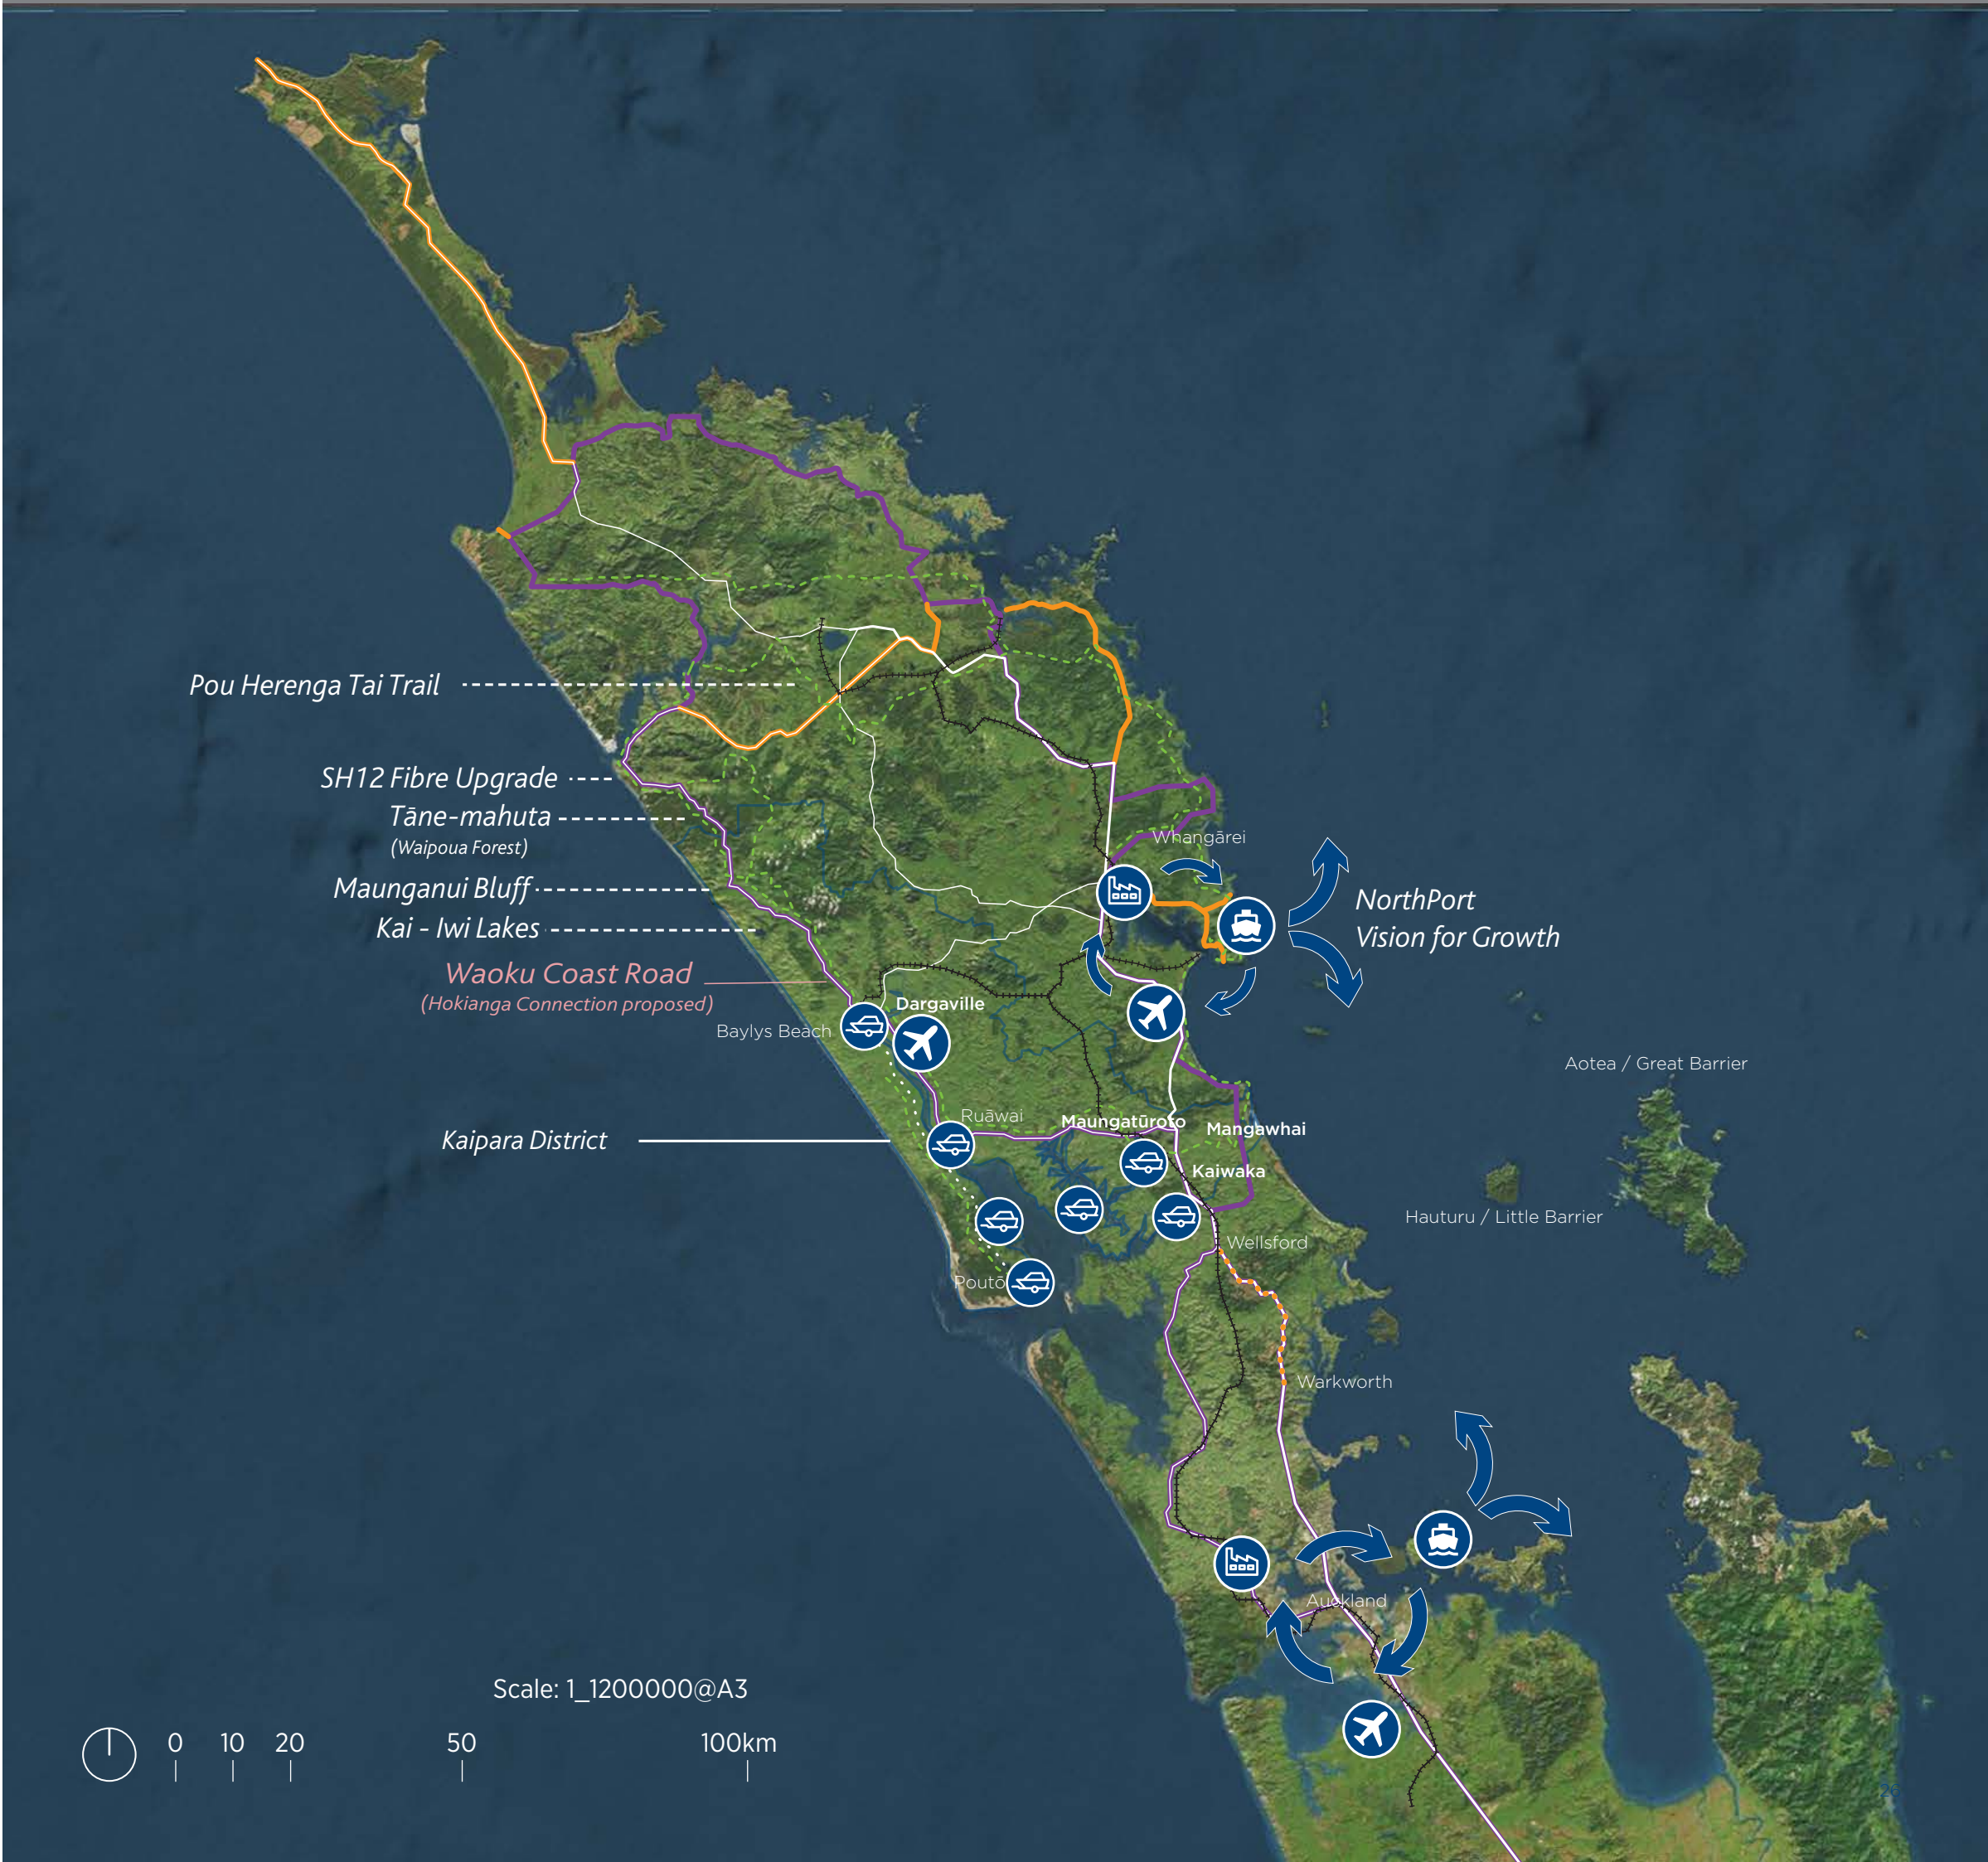 Pou Herenga Tai Trail
SH12 Fibre Upgrade
Tāne-mahuta
(Waipoua Forest)
Whangārei
Maunganui Bluff
NorthPort
Vision for Growth
Kai - Iwi Lakes
Waoku Coast Road
(Hokianga Connection proposed)
Dargaville
Baylys Beach
Aotea / Great Barrier
Ruāwai
Maungatūroto
Mangawhai
Kaipara District
Kaiwaka
Hauturu / Little Barrier
Wellsford
Poutō
Warkworth
Auckland
Scale: 1_1200000@A3
0 10 20 50 100km